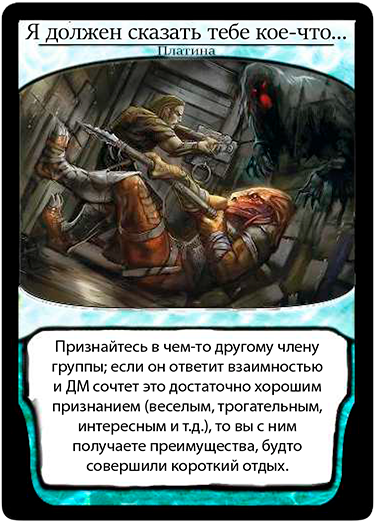 Я должен сказать тебе кое-что...
Платина
Признайтесь в чем-то другому члену
группы; если он ответит взаимностью
и ДМ сочтет это достаточно хорошим
признанием (веселым, трогательным,
интересным и т.д.), то вы с ним
получаете преимущества, будто
совершили короткий отдых.